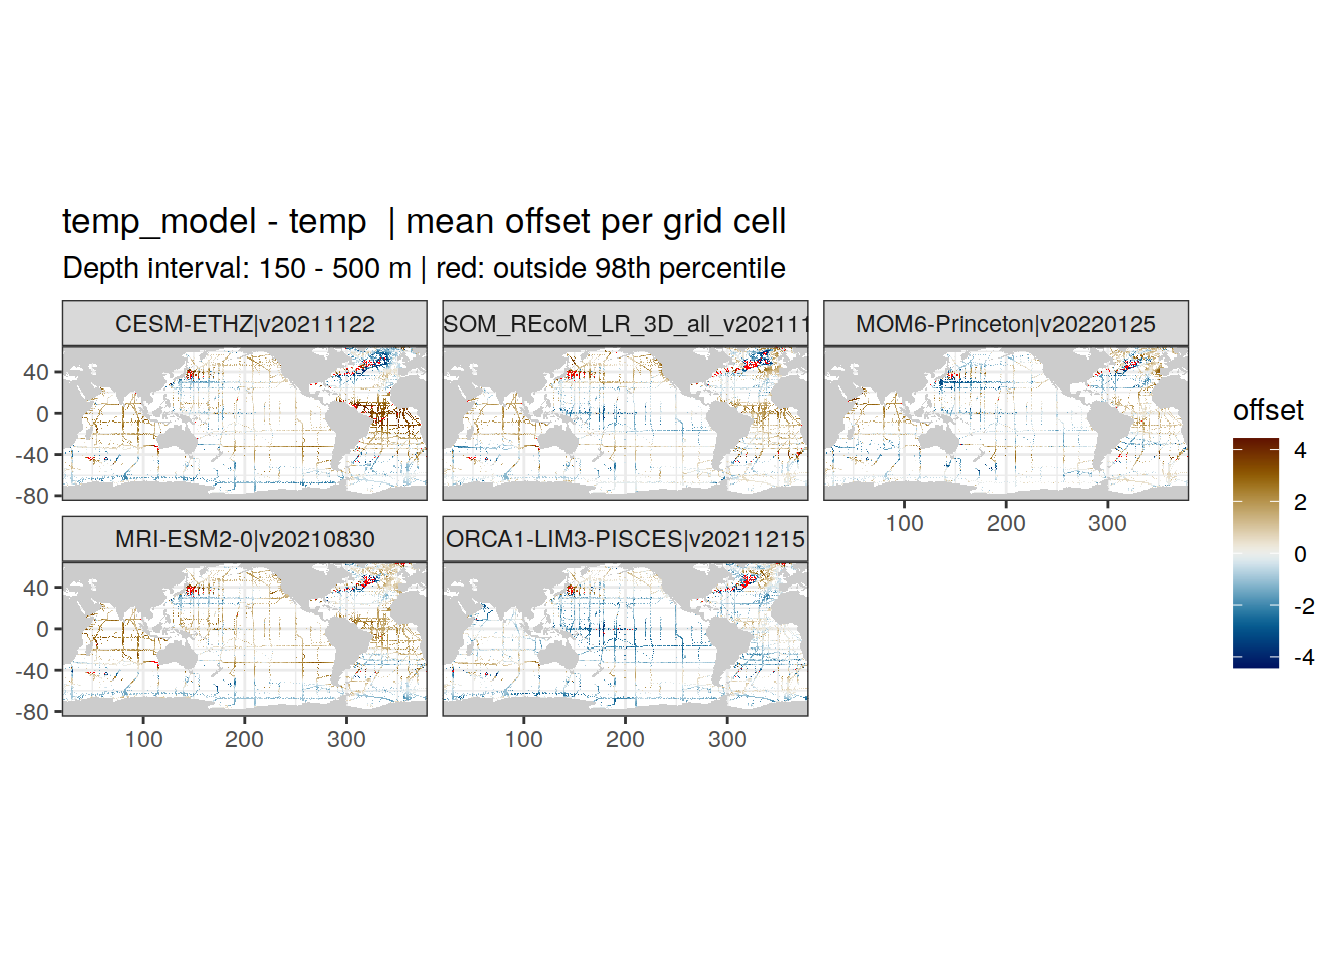 temp_model - temp  | mean offset per grid cell
Depth interval: 150 - 500 m | red: outside 98th percentile
CESM-ETHZ|v20211122
SOM_REcoM_LR_3D_all_v202111
MOM6-Princeton|v20220125
40
0
-40
-80
100
200
300
MRI-ESM2-0|v20210830
ORCA1-LIM3-PISCES|v20211215
40
0
-40
-80
100
200
300
100
200
300
offset
4
2
0
-2
-4